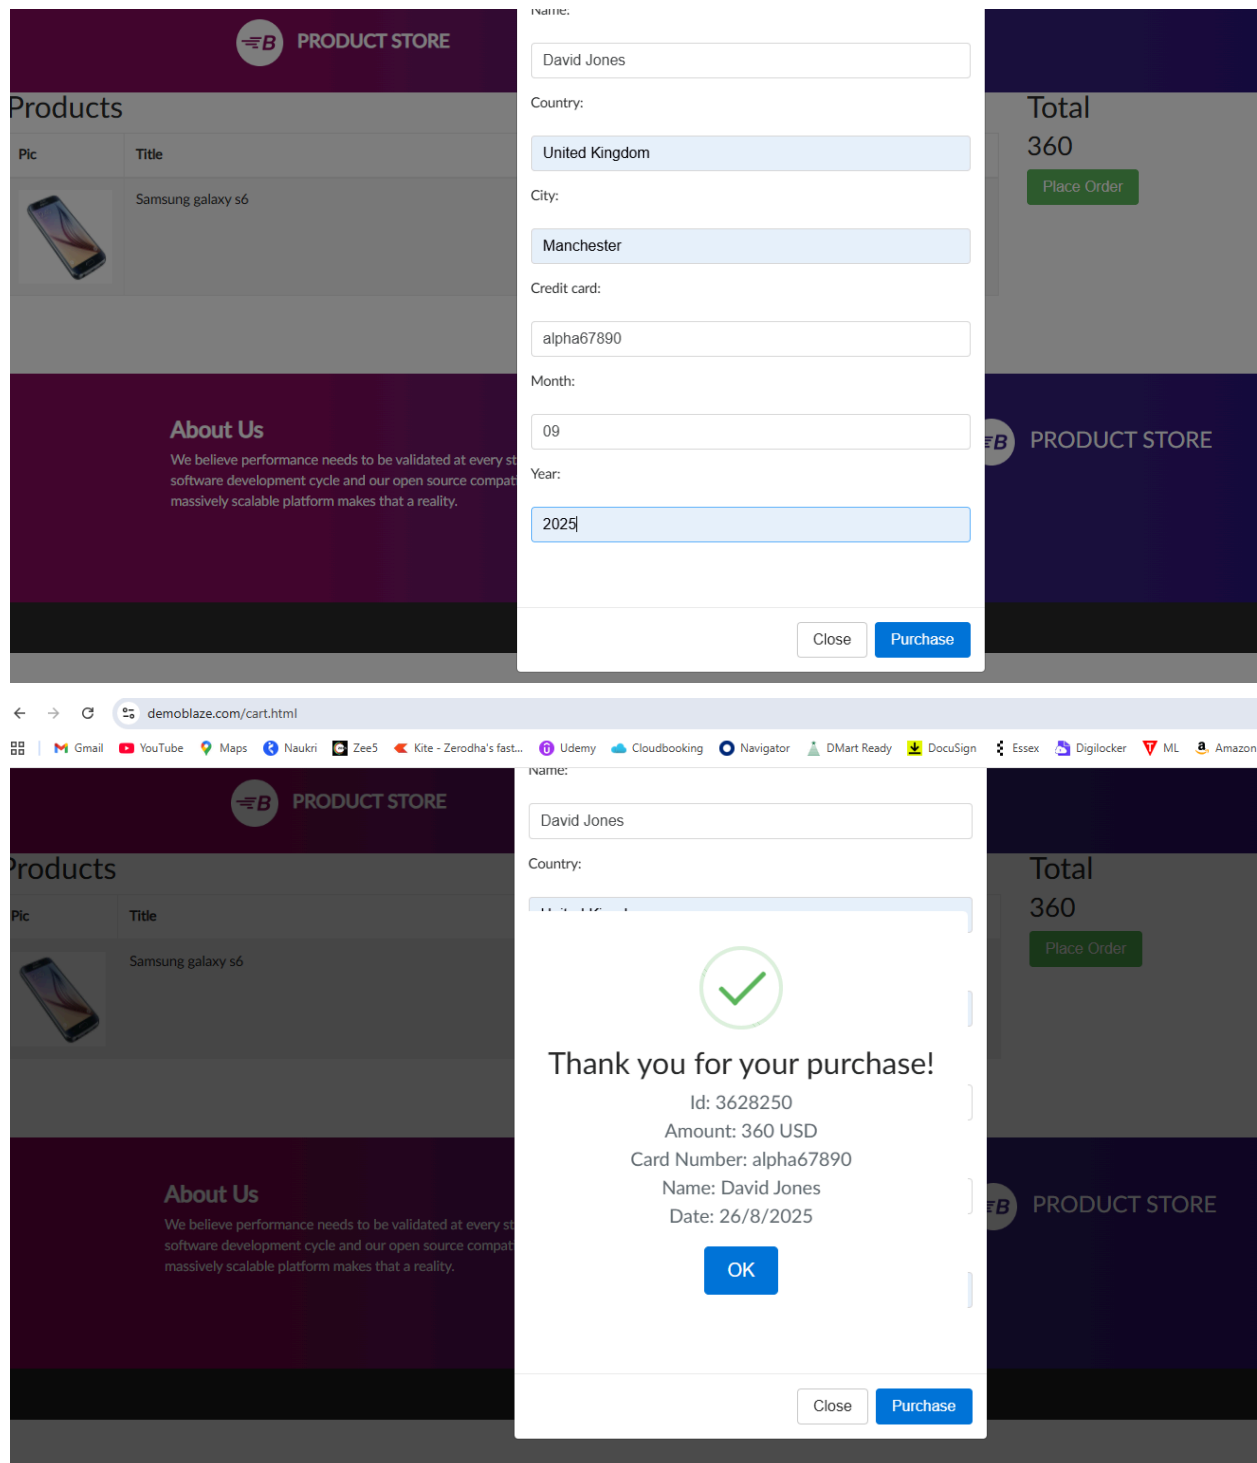 Name:
PRODUCT STORE
David Jones
Products
Country:
Total
Pic
Title
United Kingdom
360
Samsung galaxy s6
City:
Place Order
Manchester
Credit card:
alpha67890
Month:
09
About Us
PRODUCT STORE
We believe performance needs to be validated at every st
software development cycle and our open source compat
massively scalable platform makes that a reality.
Year:
2025
Close
Purchase
demoblaze.com/cart.html
Gmail
YouTube
Maps
Naukri
Zee5
Kite - Zerodha's fast...
Udemy
Cloudbooking
Navigator
DMart Ready
DocuSign
Essex
Digilocker
ML
Amazon
Name:
PRODUCT STORE
David Jones
Products
Country:
Total
Pic
Title
360
Samsung galaxy s6
Place Order
Thank you for your purchase!
Id: 3628250
Amount: 360 USD
Card Number: alpha67890
Name: David Jones
Date: 26/8/2025
OK
About Us
PRODUCT STORE
We believe performance needs to be validated at every st
software development cycle and our open source compat
massively scalable platform makes that a reality.
Close
Purchase